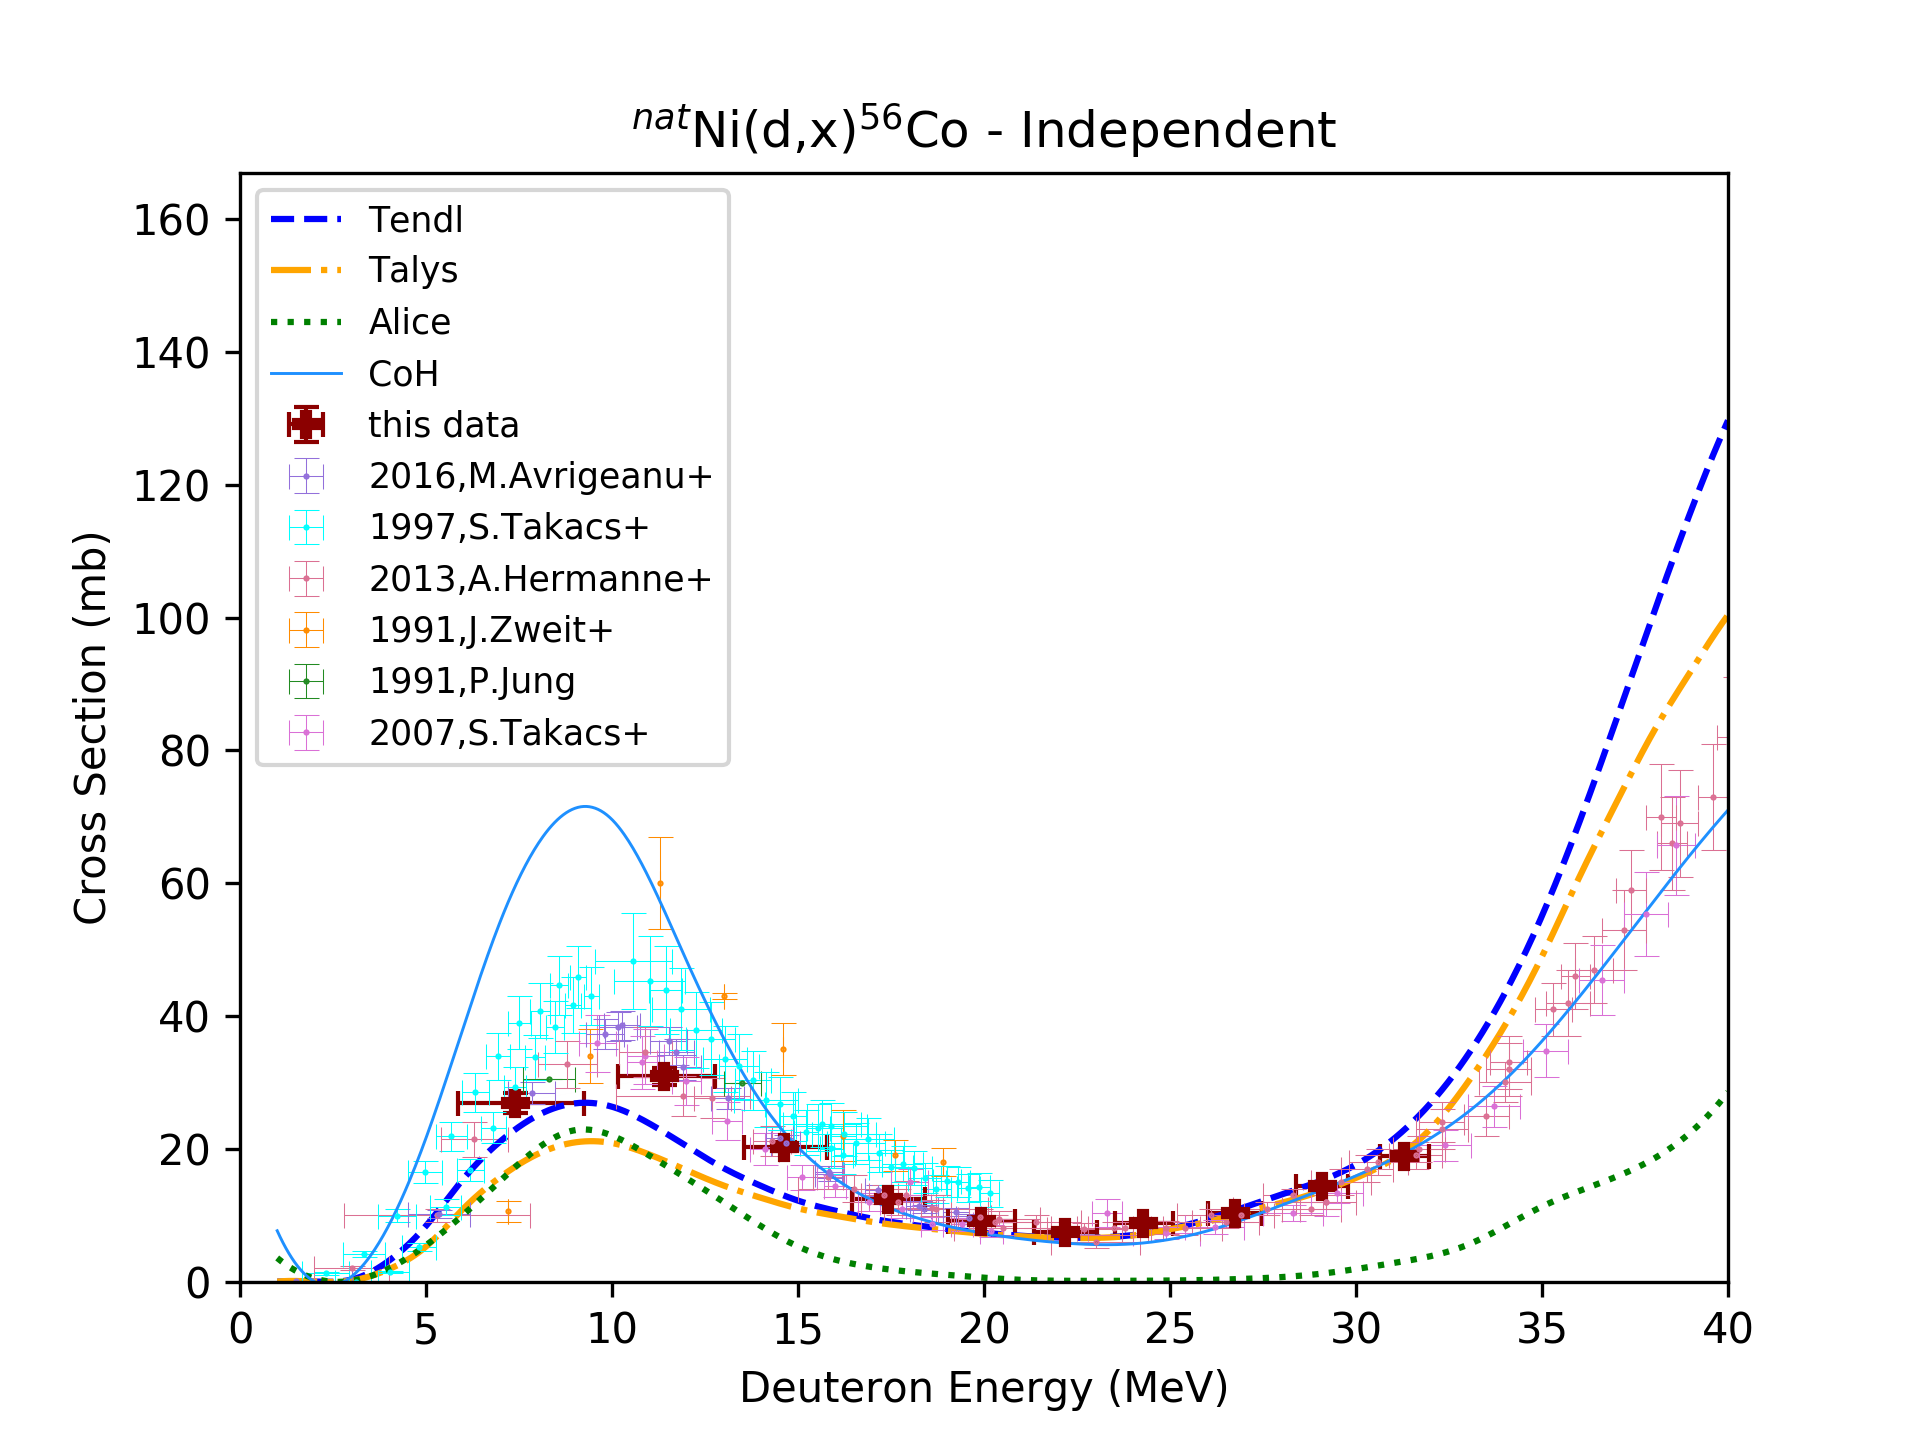 natNi(d,x)56Co - Independent
Tendl
Talys
Alice
CoH
this data
2016,M.Avrigeanu+
1997,S.Takacs+
2013,A.Hermanne+
1991,J.Zweit+
1991,P.Jung
2007,S.Takacs+
Cross Section (mb)
160
140
120
100
80
60
40
20
0
0 5 10 15 20 25 30 35 40
Deuteron Energy (MeV)